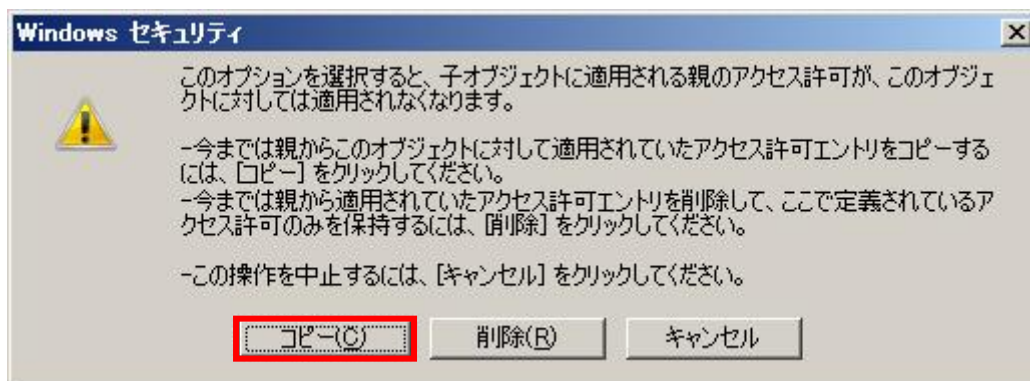 Windows セキュリティ
このオプションを選択すると、子オブジェクトに適用される親のアクセス許可が、このオブジェ
クトに対しては適用されなくなります。
-今までは親からこのオブジェクトに対して適用されていたアクセス許可エントリをコピーする
には、[コピー] をクリックしてください。
-今までは親から適用されていたアクセス許可エントリを削除して、ここで定義されているア
クセス許可のみを保持するには、[削除] をクリックしてください。
-この操作を中止するには、[キャンセル] をクリックしてください。
コピー(C)
削除(R)
キャンセル